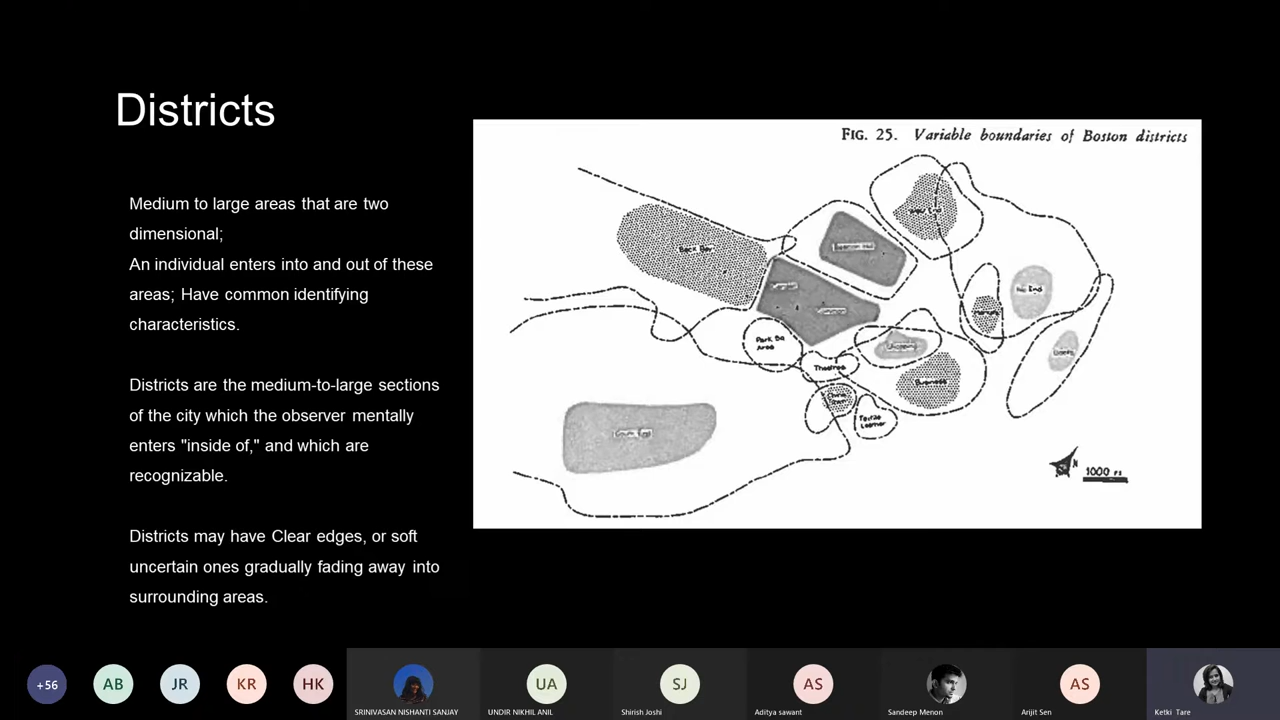 Districts
FIG. 25. Variable boundaries of Boston districts
Medium to large areas that are two
dimensional;
An individual enters into and out of these
areas; Have common identifying
characteristics.
Districts are the medium-to-large sections
of the city which the observer mentally
enters "inside of," and which are
recognizable.
Districts may have Clear edges, or soft
uncertain ones gradually fading away into
surrounding areas.
Back Bay
Park Sq
Area
Theatres
Business
South End
N
1000 FT
+56
AB
JR
KR
HK
SRINIVASAN NISHANTI SANJAY
UA
UNDIR NIKHIL ANIL
SJ
Shirish Joshi
AS
Aditya sawant
Sandeep Menon
AS
Arijit Sen
Ketki Tare